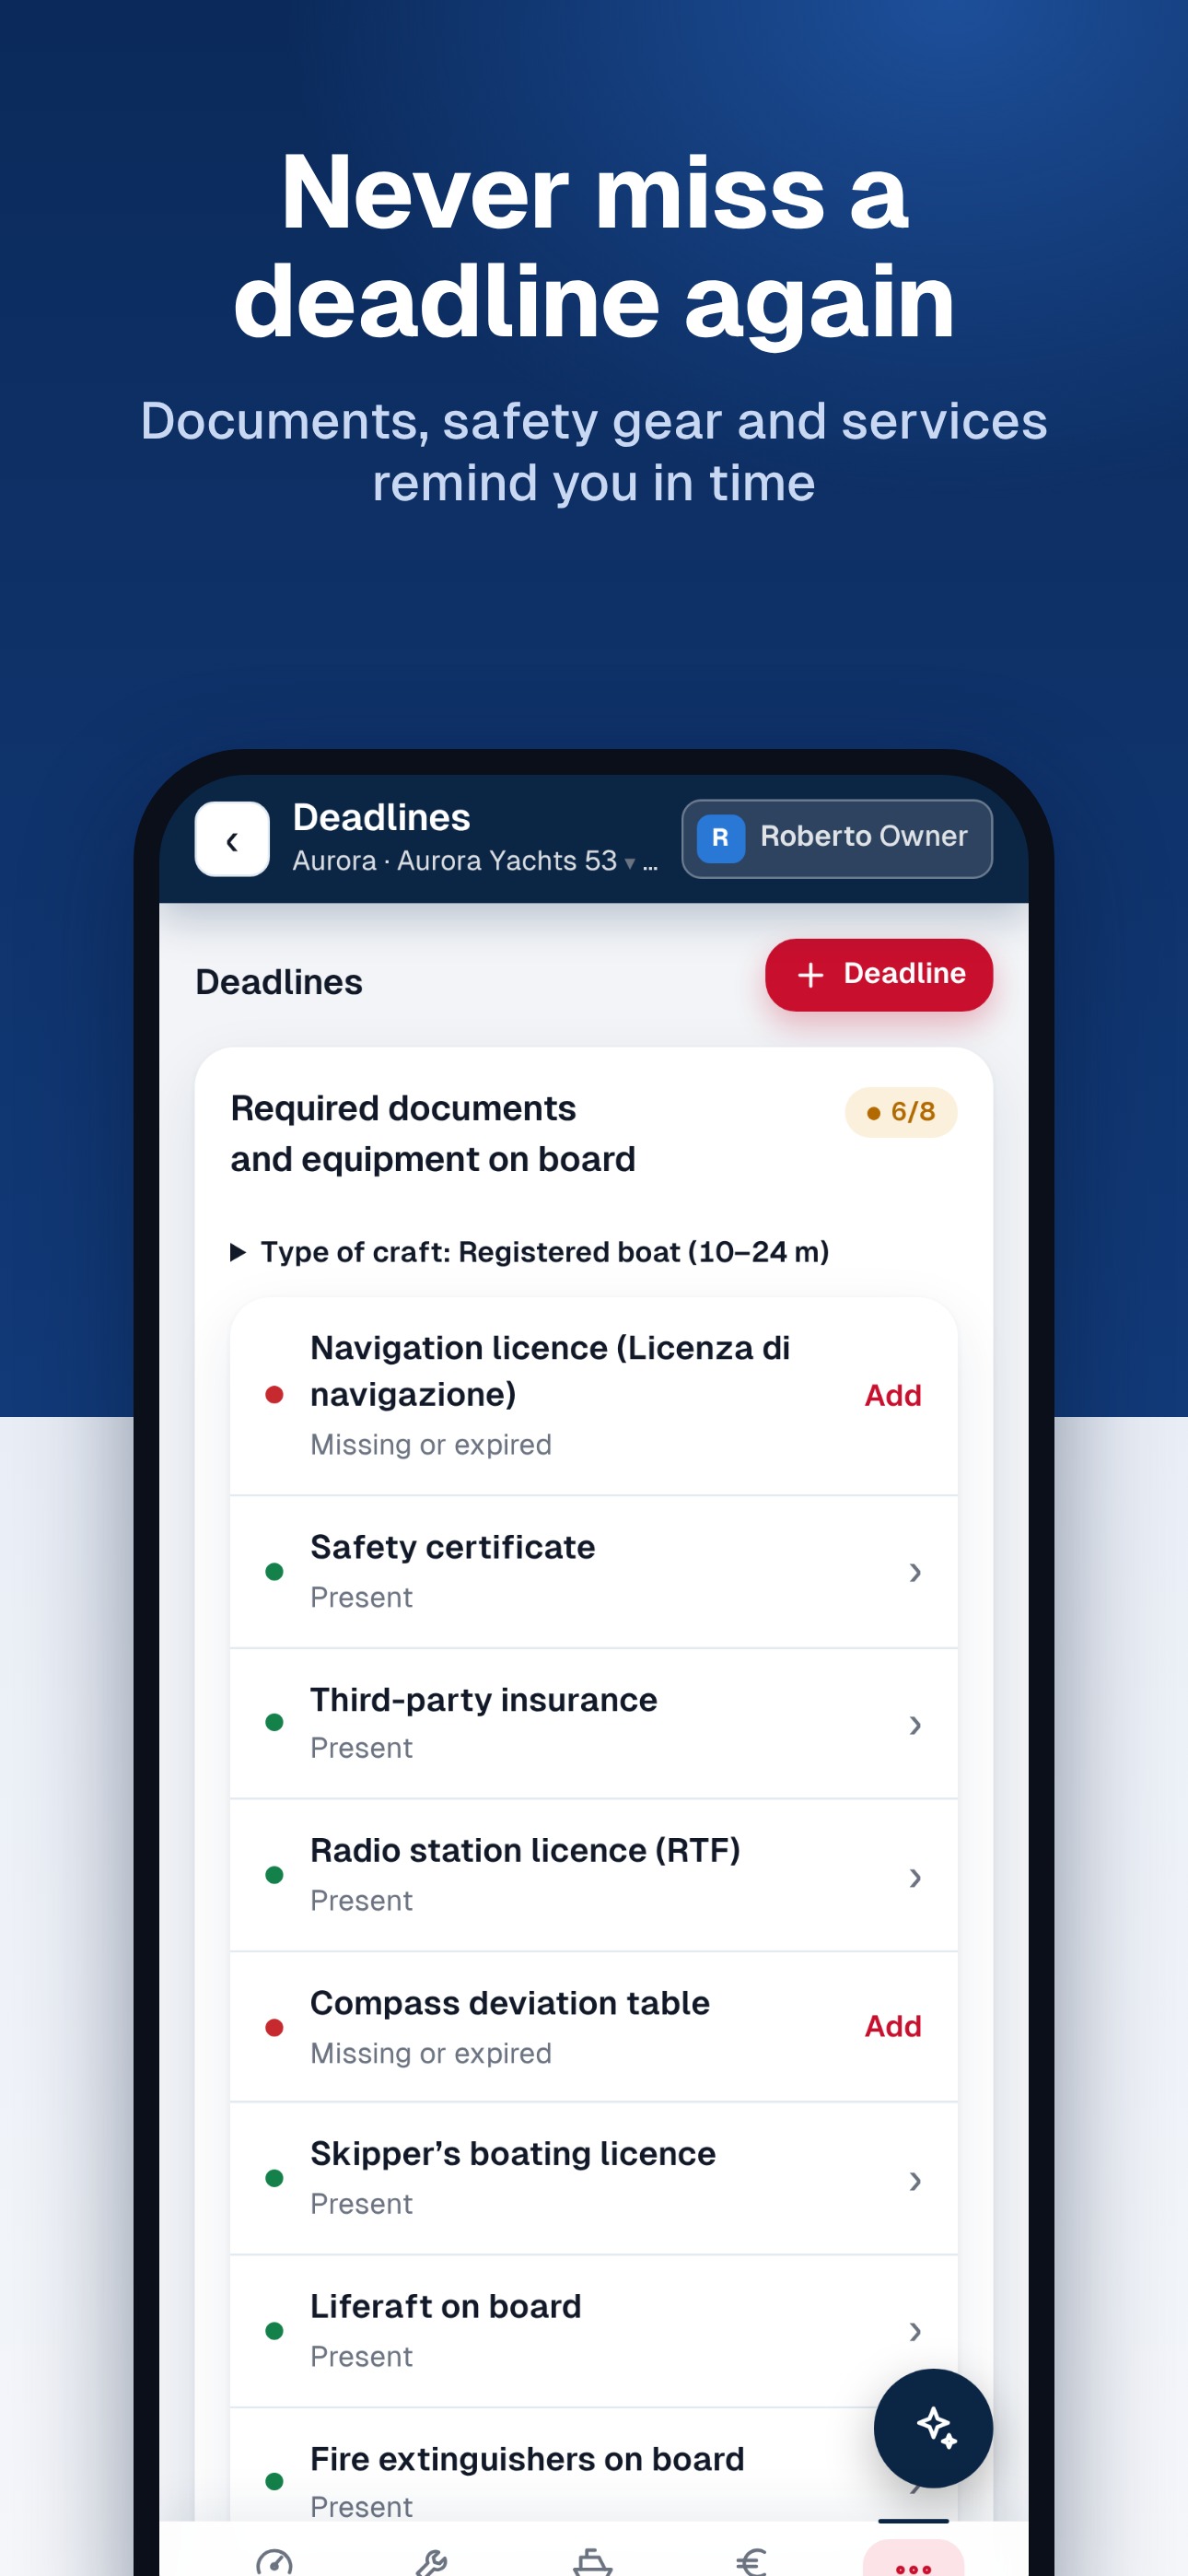 Never miss a
deadline again
Documents, safety gear and services
remind you in time
‹
Deadlines
Aurora · Aurora Yachts 53 ▾ ...
R
Roberto Owner
Deadlines
+ Deadline
Required documents
and equipment on board
● 6/8
▶ Type of craft: Registered boat (10–24 m)
Navigation licence (Licenza di
navigazione)
Missing or expired
Add
Safety certificate
Present
›
Third-party insurance
Present
›
Radio station licence (RTF)
Present
›
Compass deviation table
Missing or expired
Add
Skipper’s boating licence
Present
›
Liferaft on board
Present
›
Fire extinguishers on board
Present
›